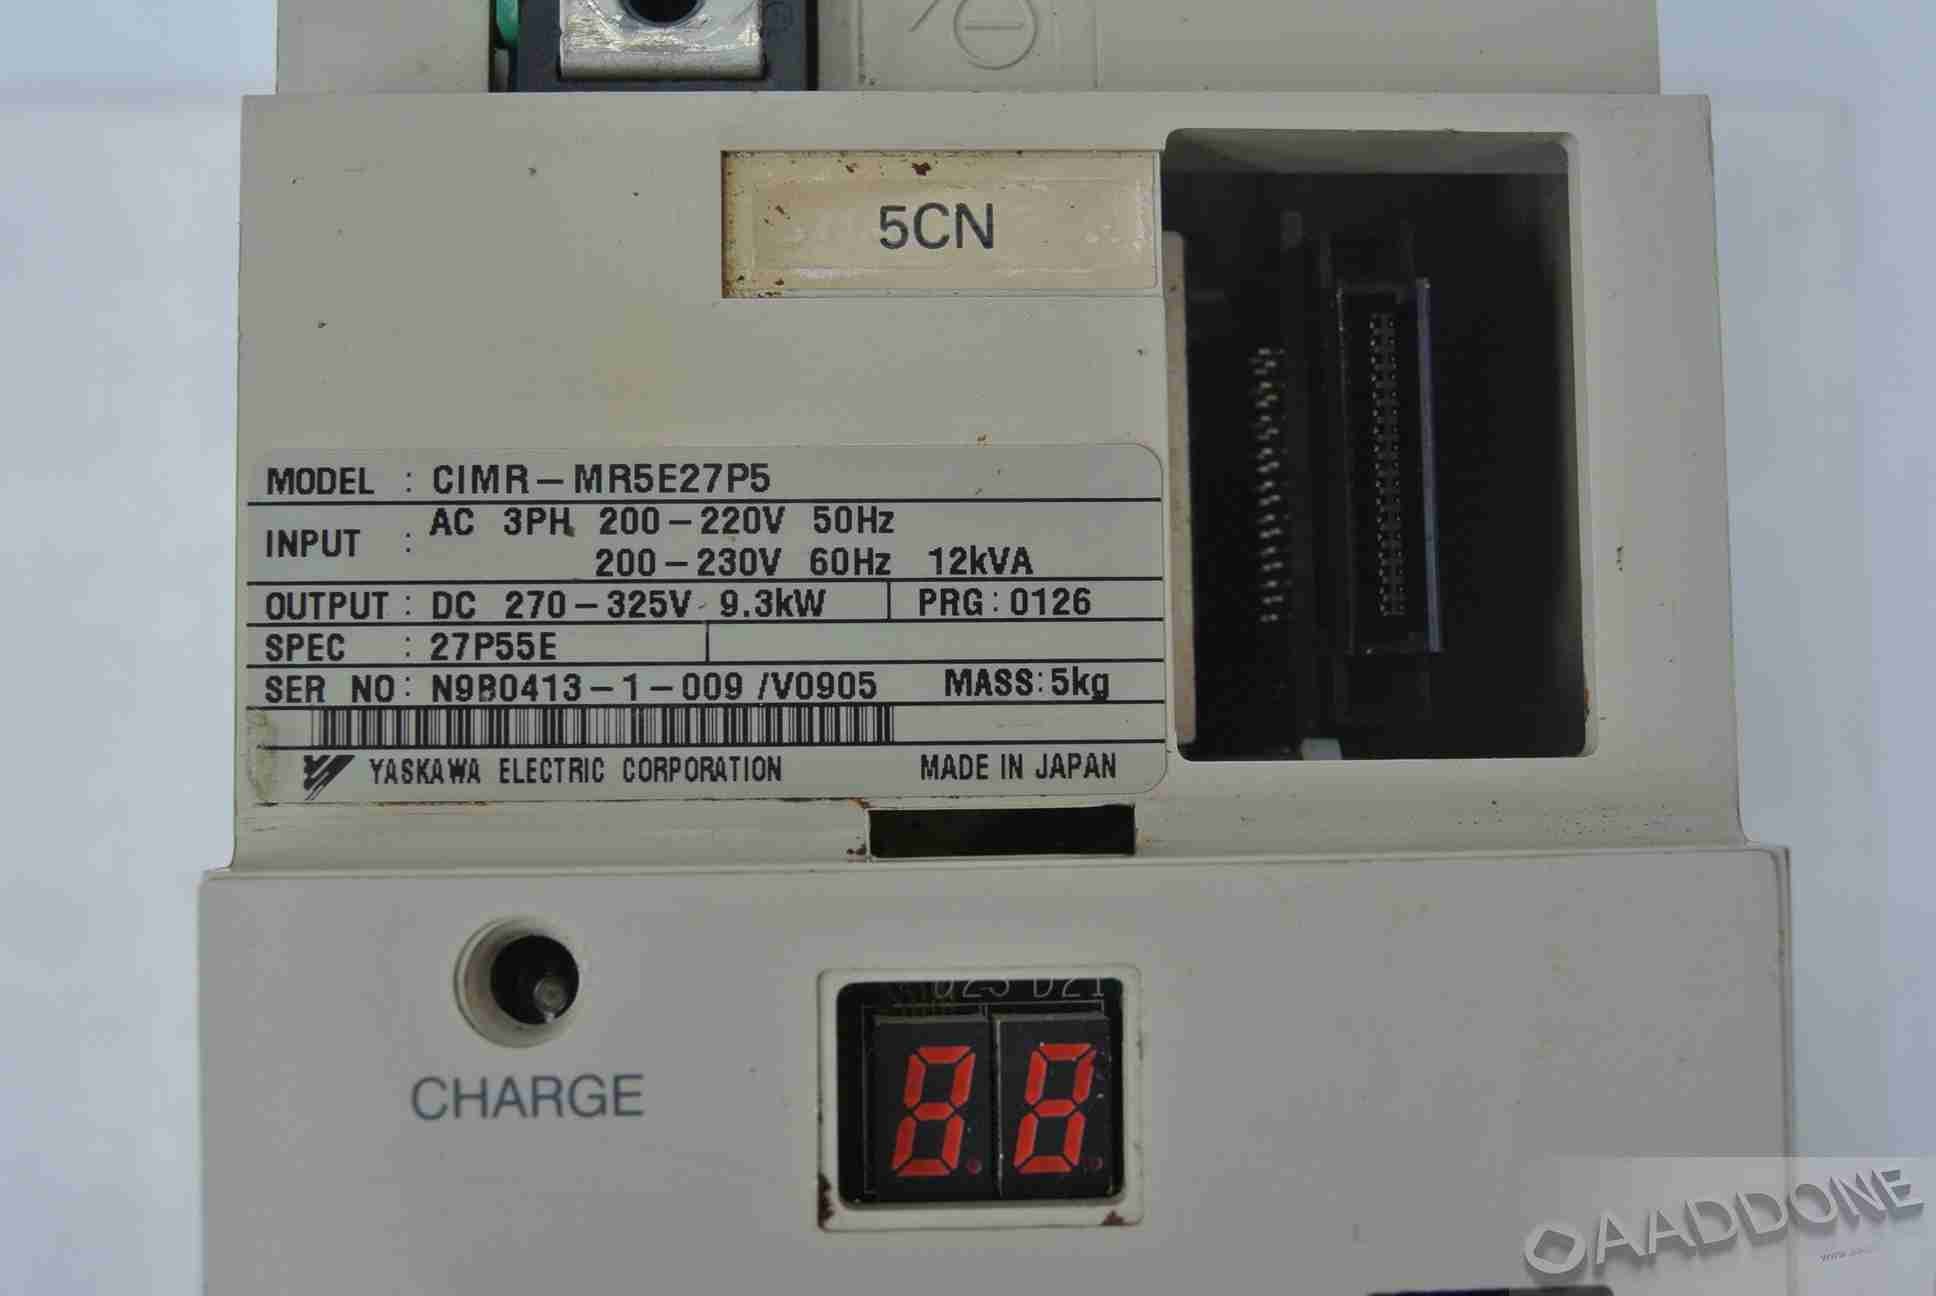 5CN
MODEL : CIMR-MR5E27P5
INPUT : AC 3PH 200-220V 50Hz
200-230V 60Hz 12kVA
OUTPUT : DC 270-325V 9.3kW PRG: 0126
SPEC : 27P55E
SER NO: N9B0413-1-009 /V0905 MASS: 5kg
YASKAWA ELECTRIC CORPORATION MADE IN JAPAN
CHARGE
D21
88
AADDONE